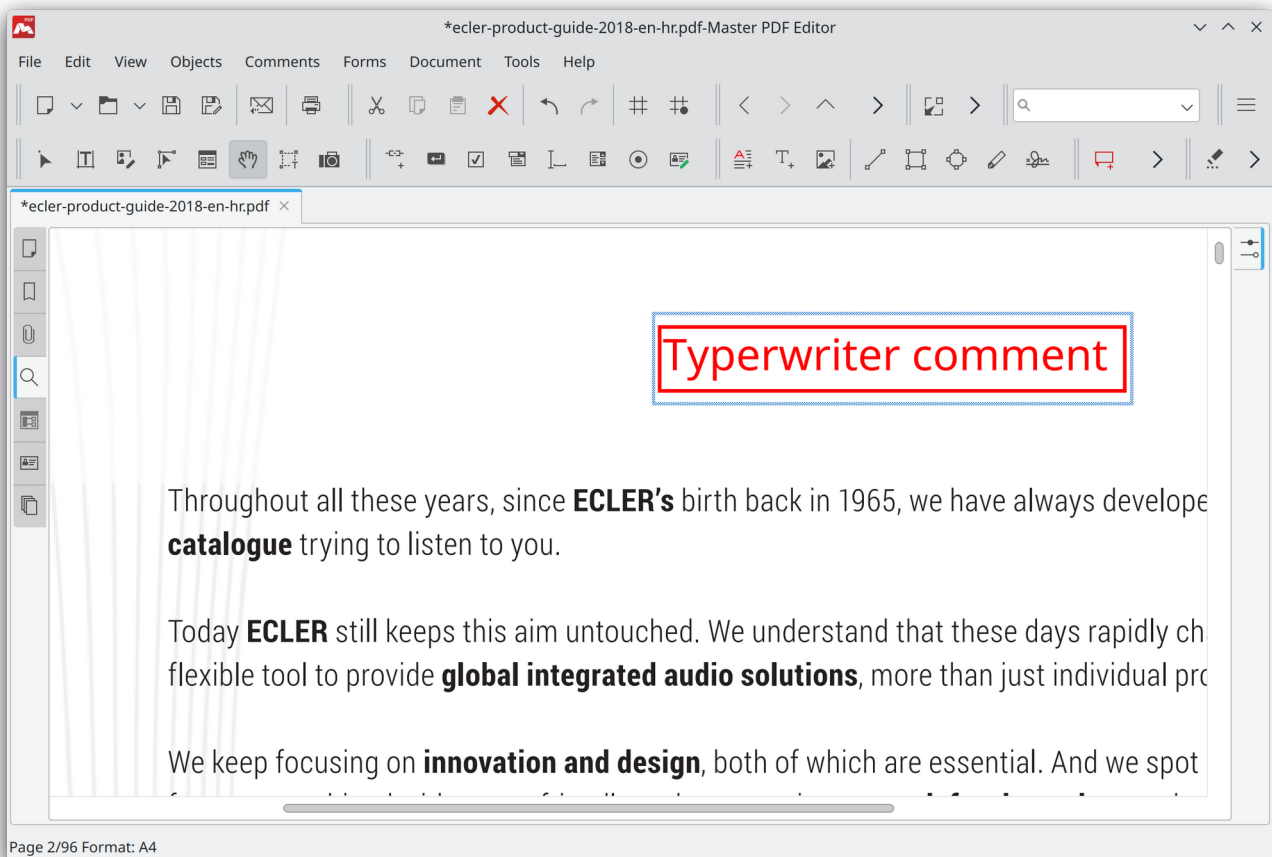 *ecler-product-guide-2018-en-hr.pdf-Master PDF Editor
File Edit View Objects Comments Forms Document Tools Help
*ecler-product-guide-2018-en-hr.pdf
Typerwriter comment
Throughout all these years, since ECLER's birth back in 1965, we have always develope
catalogue trying to listen to you.
Today ECLER still keeps this aim untouched. We understand that these days rapidly ch
flexible tool to provide global integrated audio solutions, more than just individual pro
We keep focusing on innovation and design, both of which are essential. And we spot
Page 2/96 Format: A4